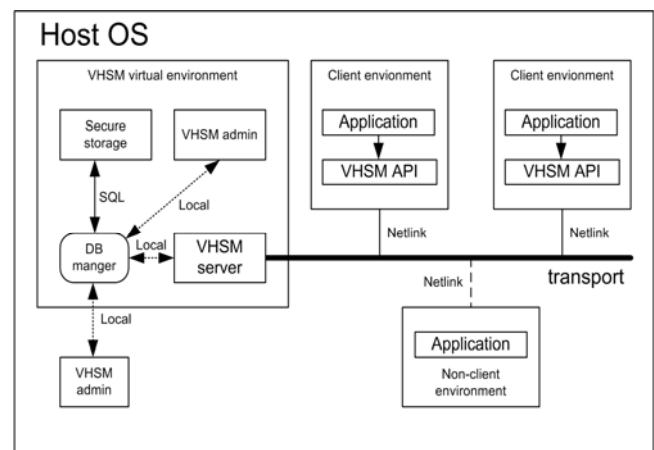 Host OS
VHSM virtual environment
Secure
storage
VHSM admin
SQL
Local
DB
manger
Local
VHSM
server
Local
VHSM
admin
Client envionment
Application
VHSM API
Netlink
Client envionment
Application
VHSM API
Netlink
transport
Netlink
Application
Non-client
environment